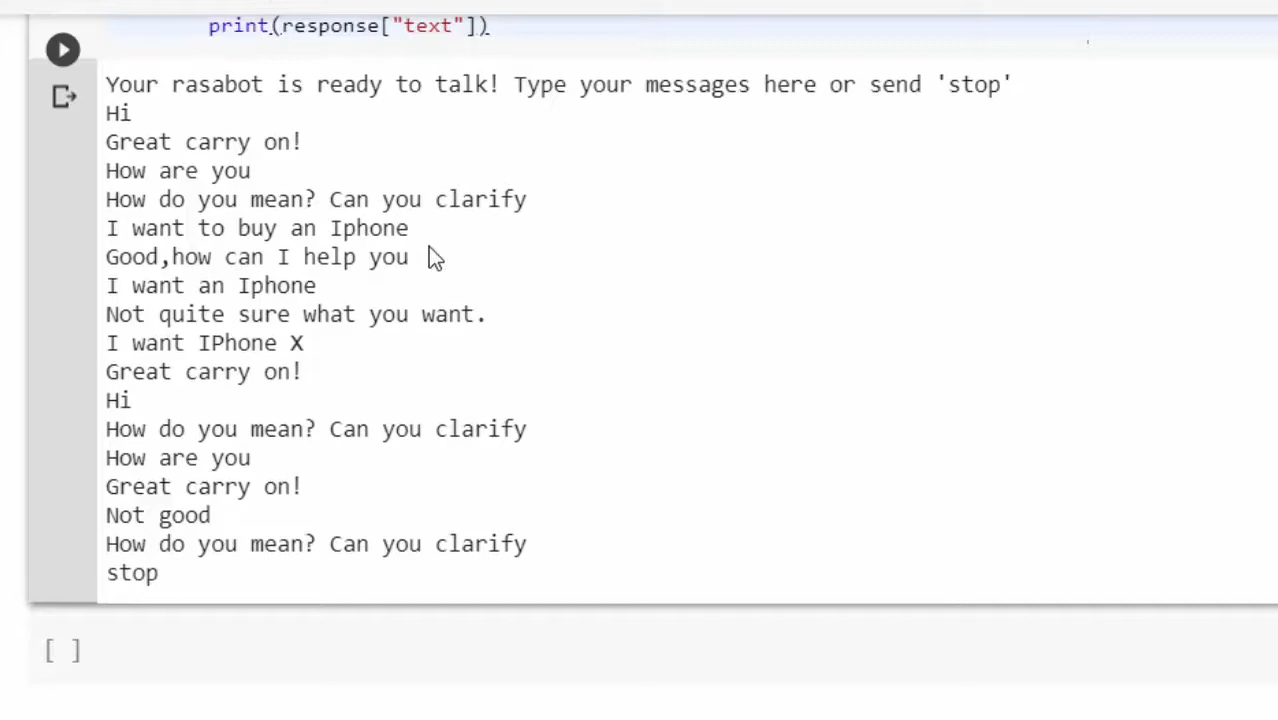 print(response["text"])
Your rasabot is ready to talk! Type your messages here or send 'stop'
Hi
Great carry on!
How are you
How do you mean? Can you clarify
I want to buy an Iphone
Good,how can I help you
I want an Iphone
Not quite sure what you want.
I want IPhone X
Great carry on!
Hi
How do you mean? Can you clarify
How are you
Great carry on!
Not good
How do you mean? Can you clarify
stop
[ ]